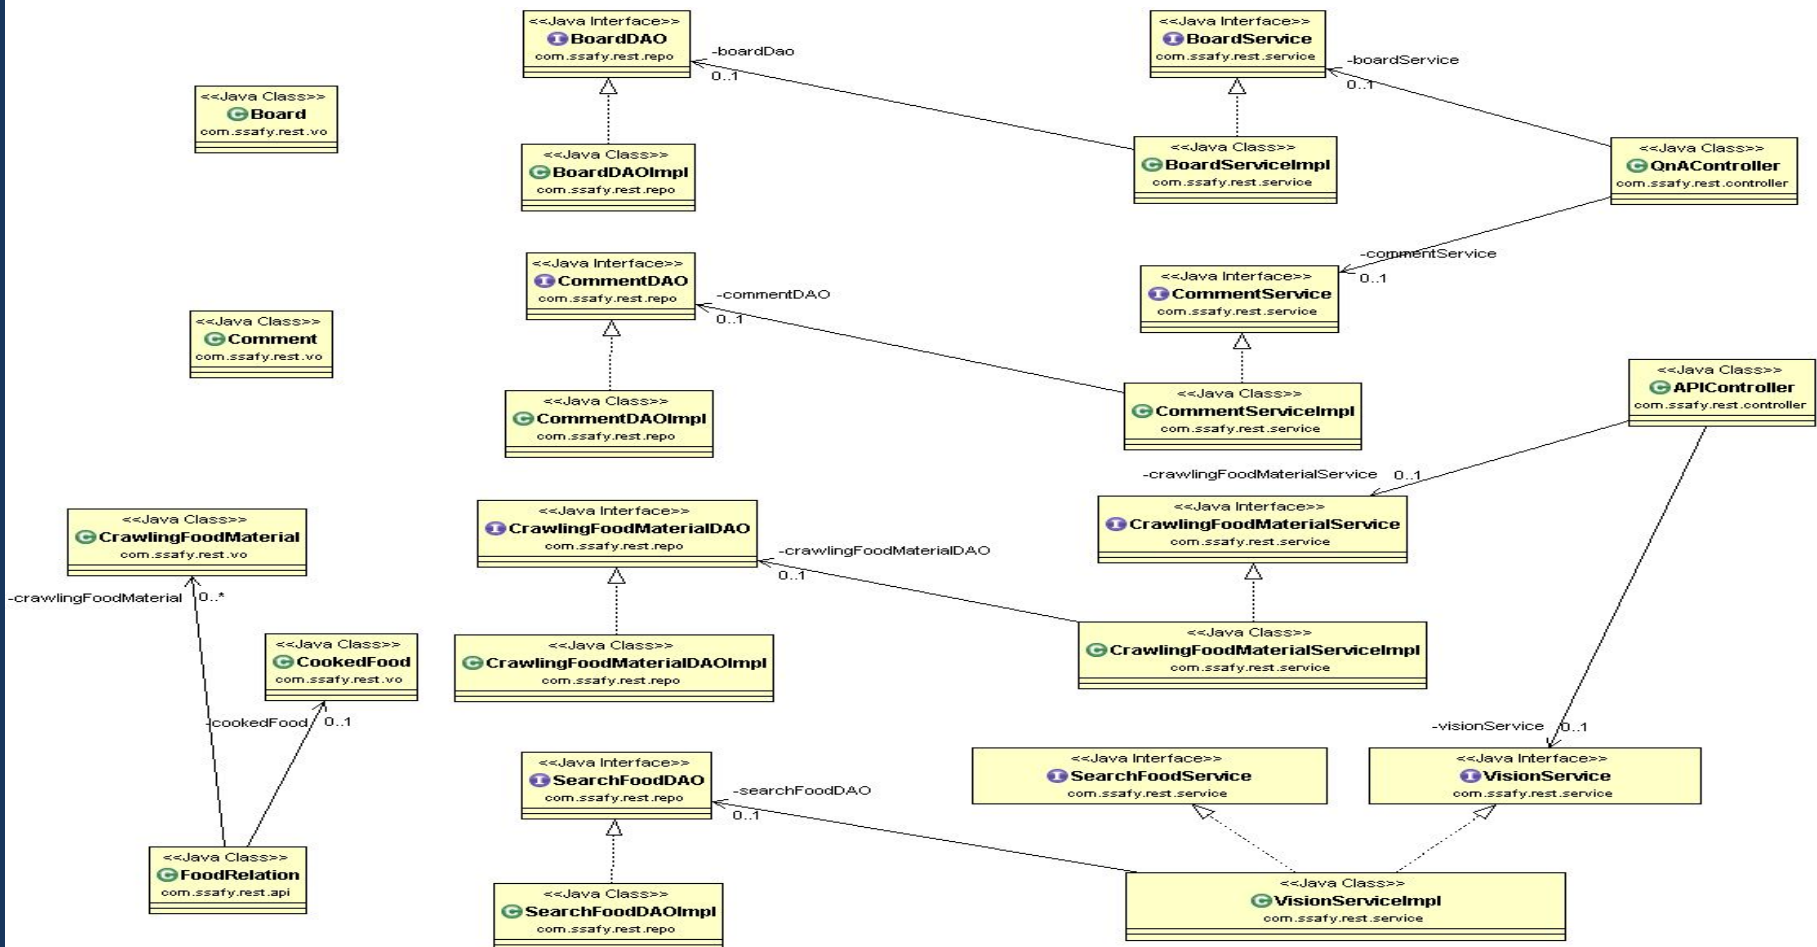 <<Java Interface>>
BoardDAO
com.ssafy.rest.repo
<<Java Interface>>
BoardService
com.ssafy.rest.service
-boardDao
0..1
-boardService
0..1
<<Java Class>>
Board
com.ssafy.rest.vo
<<Java Class>>
BoardDAOImpl
com.ssafy.rest.repo
<<Java Class>>
BoardServiceImpl
com.ssafy.rest.service
<<Java Class>>
QnAController
com.ssafy.rest.controller
<<Java Interface>>
CommentDAO
com.ssafy.rest.repo
-commentDAO
0..1
-commentService
0..1
<<Java Interface>>
CommentService
com.ssafy.rest.service
<<Java Class>>
Comment
com.ssafy.rest.vo
<<Java Class>>
CommentDAOImpl
com.ssafy.rest.repo
<<Java Class>>
CommentServiceImpl
com.ssafy.rest.service
<<Java Class>>
APIController
com.ssafy.rest.controller
-crawlingFoodMaterialService 0..1
<<Java Class>>
CrawlingFoodMaterial
com.ssafy.rest.vo
<<Java Interface>>
CrawlingFoodMaterialDAO
com.ssafy.rest.repo
-crawlingFoodMaterialDAO
0..1
<<Java Interface>>
CrawlingFoodMaterialService
com.ssafy.rest.service
-crawlingFoodMaterial 0..*
<<Java Class>>
CookedFood
com.ssafy.rest.vo
<<Java Class>>
CrawlingFoodMaterialDAOImpl
com.ssafy.rest.repo
<<Java Class>>
CrawlingFoodMaterialServiceImpl
com.ssafy.rest.service
-cookedFood 0..1
-visionService 0..1
<<Java Interface>>
SearchFoodDAO
com.ssafy.rest.repo
-searchFoodDAO
0..1
<<Java Interface>>
SearchFoodService
com.ssafy.rest.service
<<Java Interface>>
VisionService
com.ssafy.rest.service
<<Java Class>>
FoodRelation
com.ssafy.rest.api
<<Java Class>>
SearchFoodDAOImpl
com.ssafy.rest.repo
<<Java Class>>
VisionServiceImpl
com.ssafy.rest.service